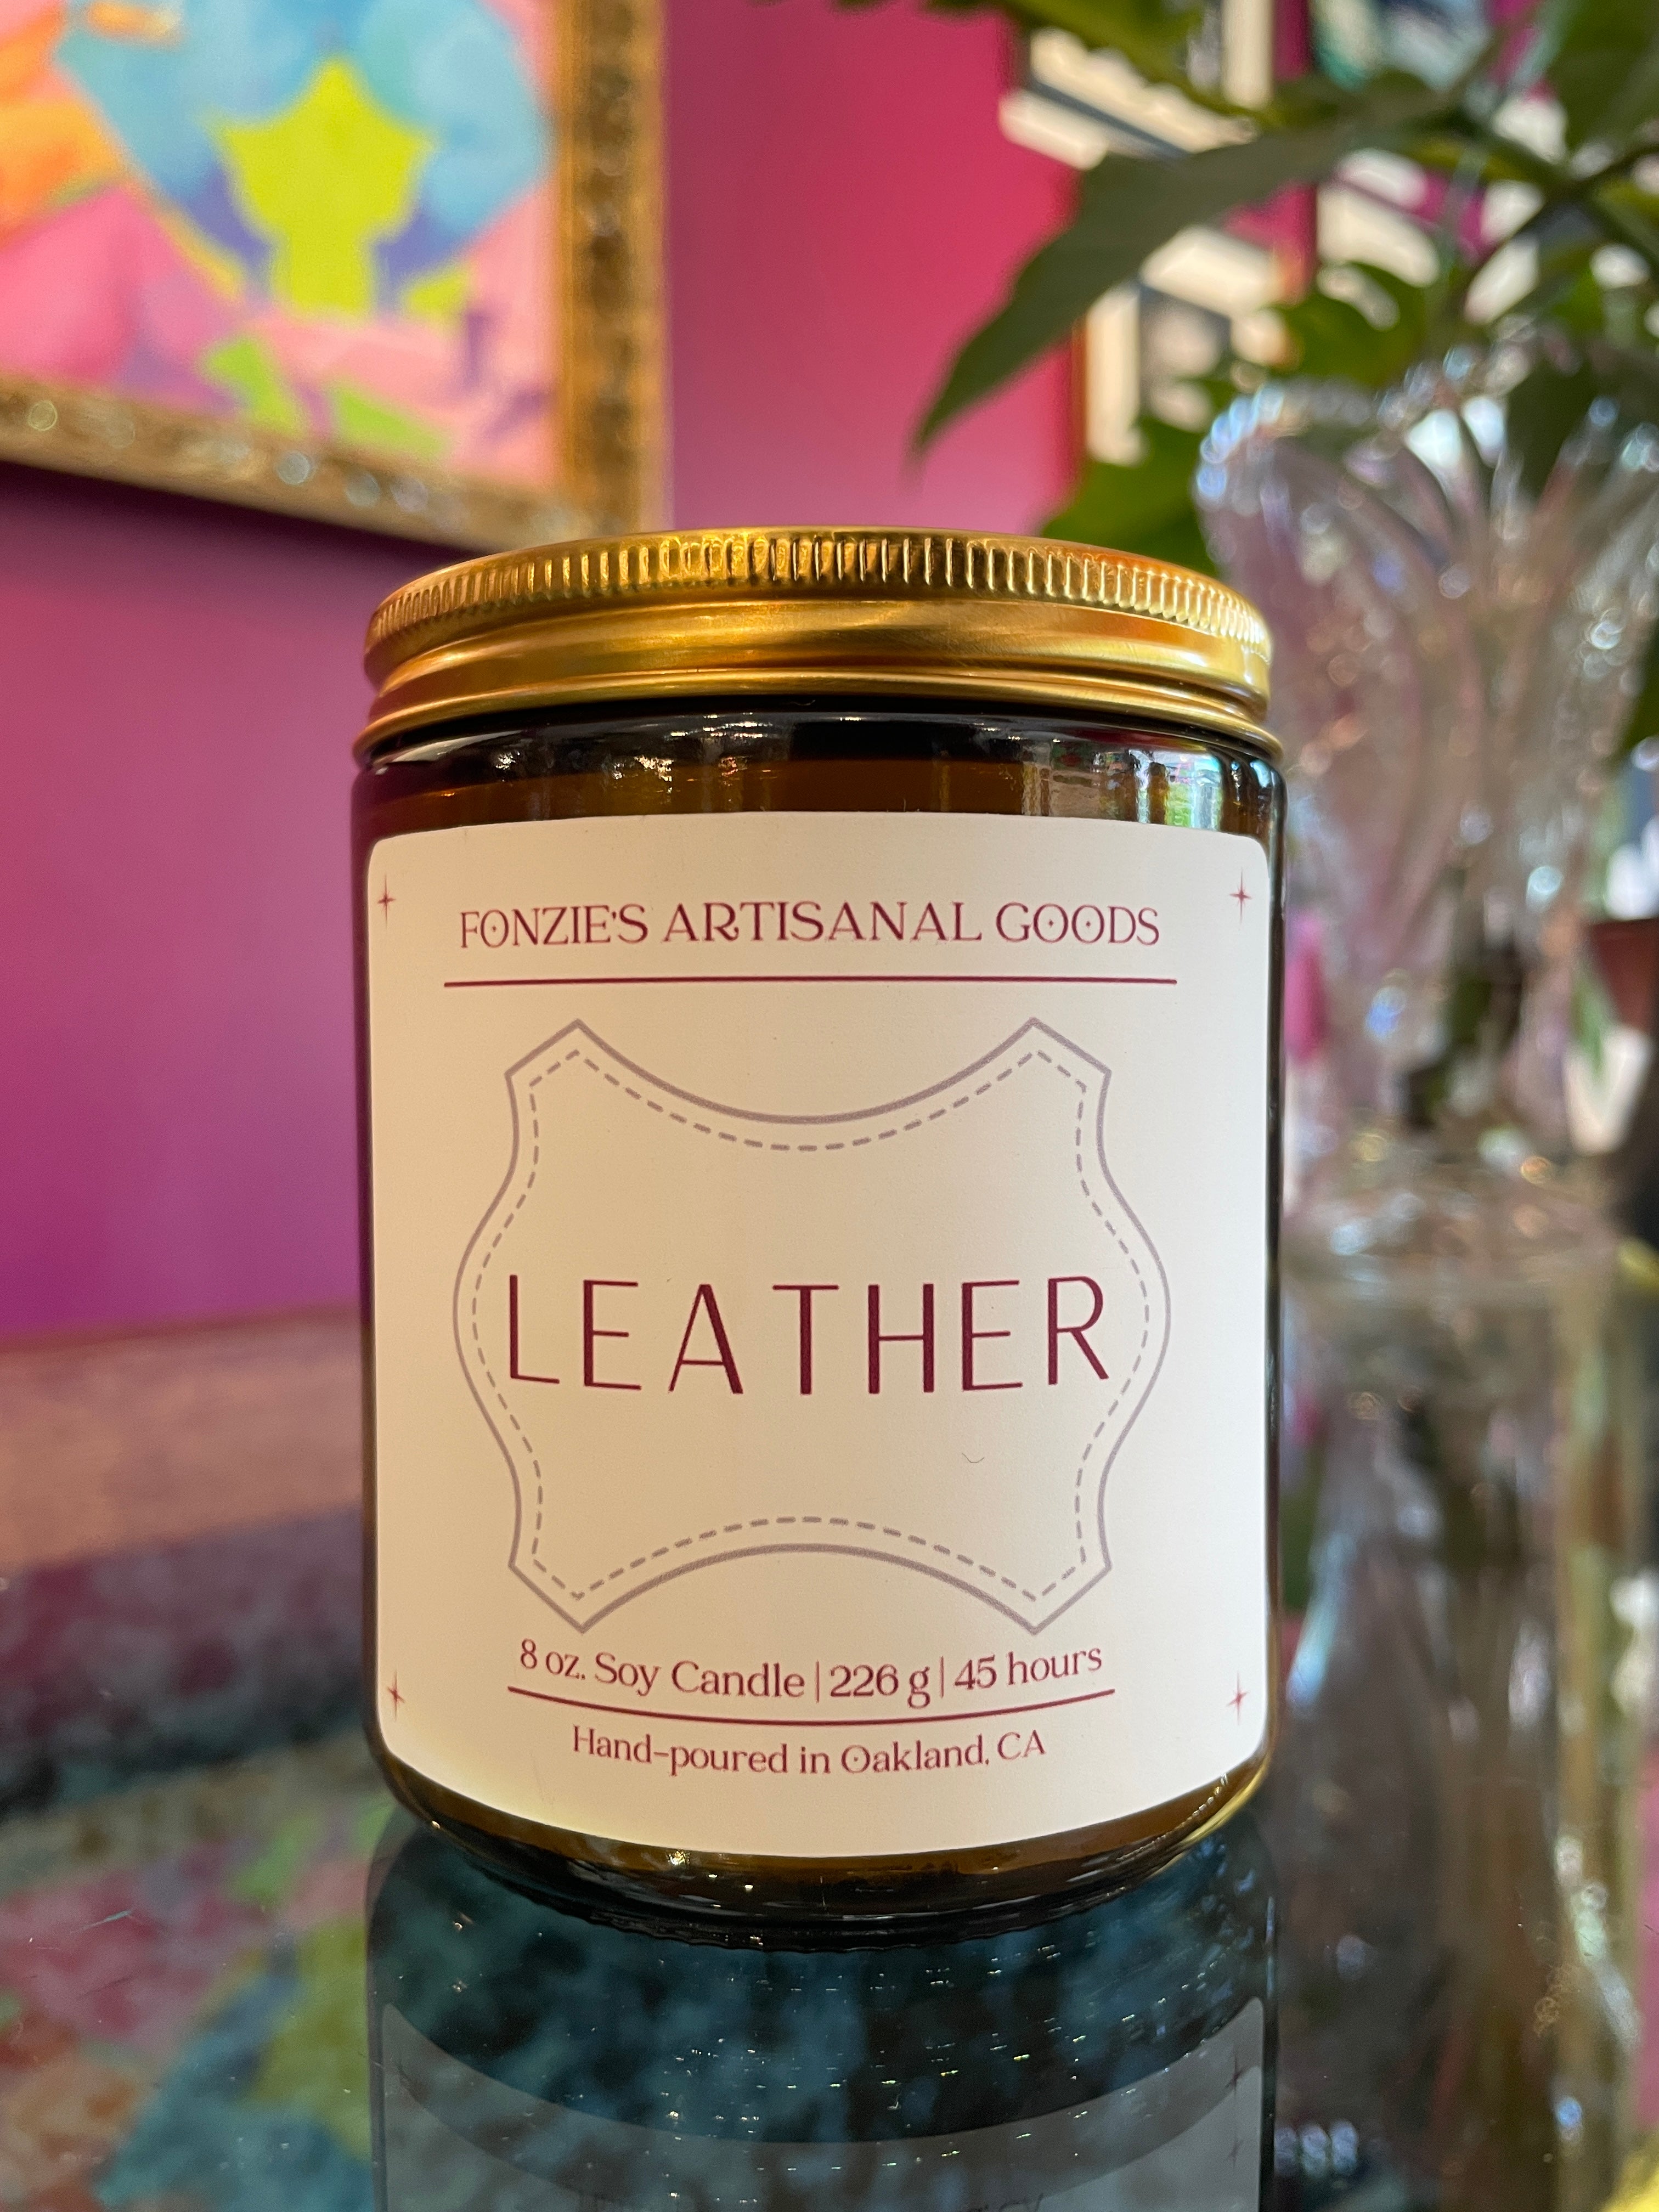 FONZIE'S ARTISANAL GOODS
LEATHER
8 oz. Soy Candle | 226 g | 45 hours
Hand-poured in Oakland, CA